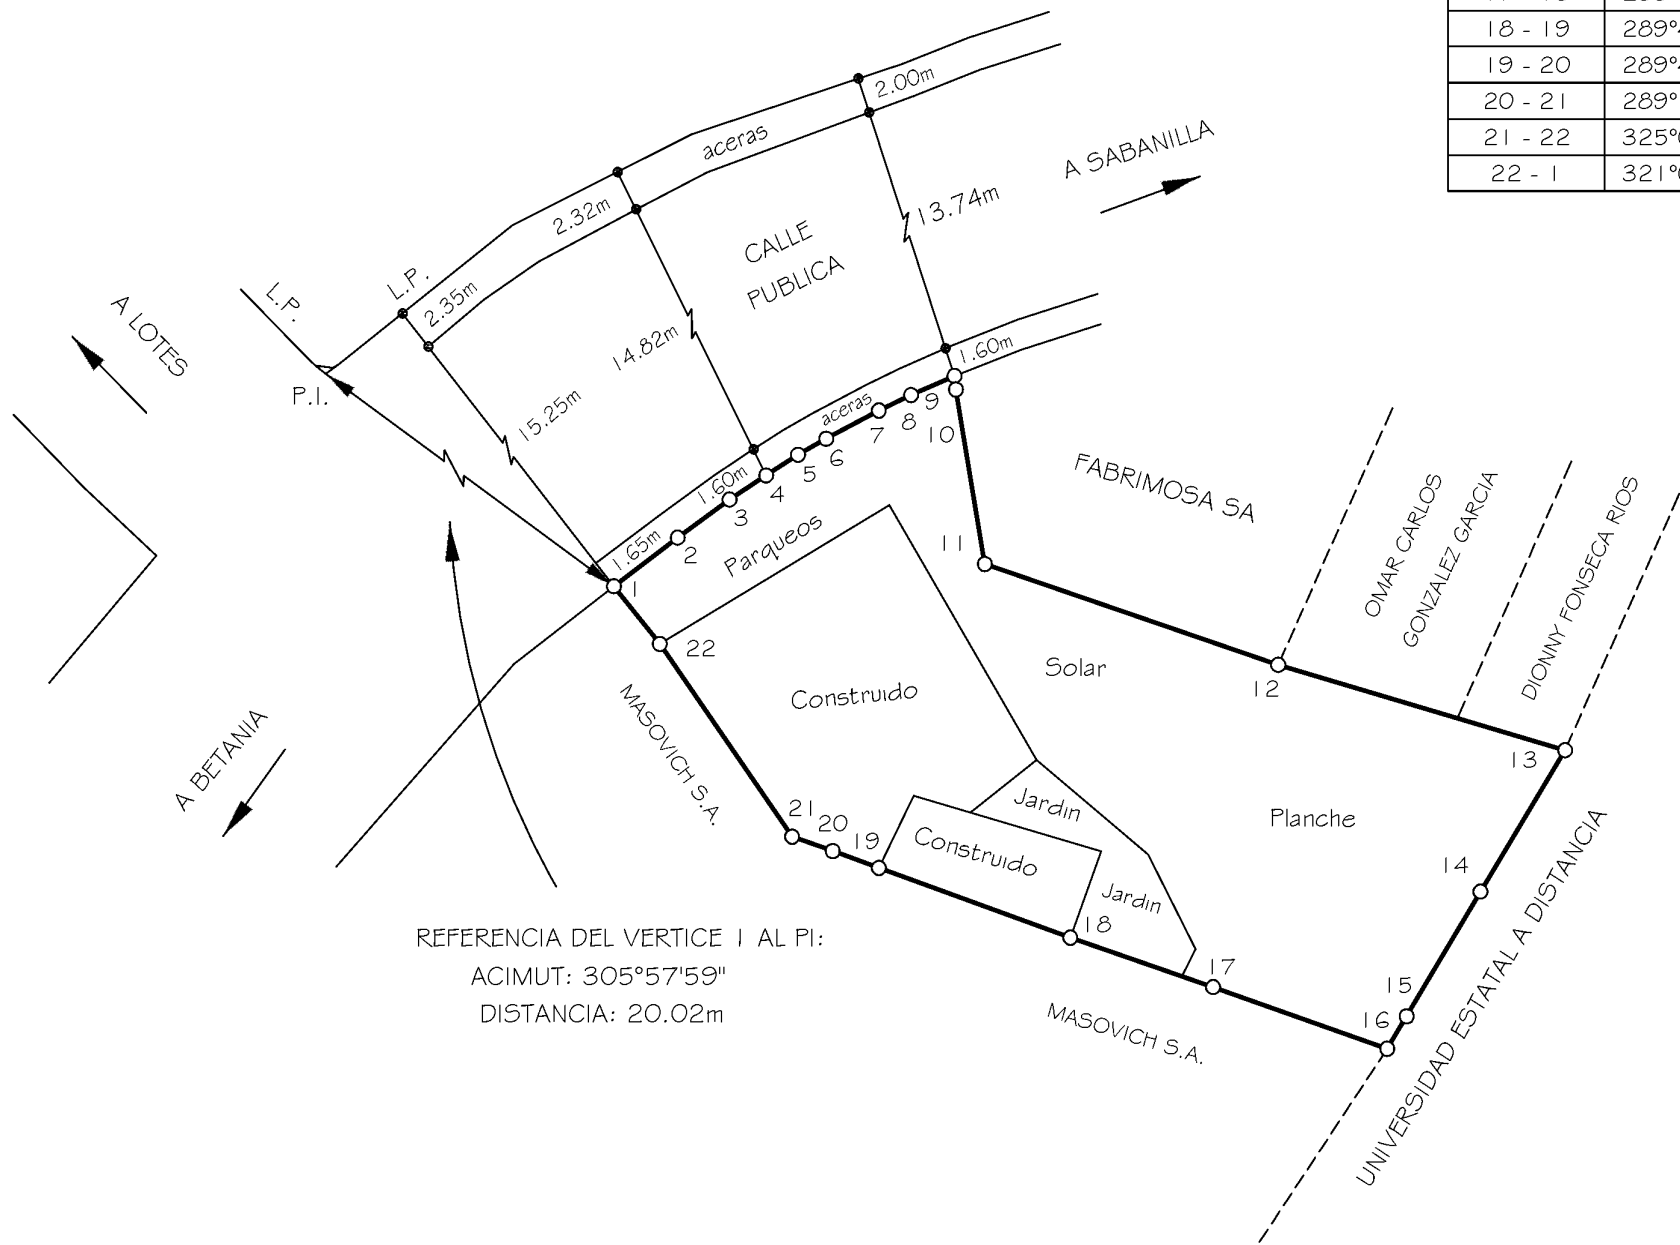 18 - 19 289°
19 - 20 289°
20 - 21 289°
21 - 22 325°
22 - 1 321°
2.00m
aceras
A SABANILLA
13.74m
2.32m
CALLE
PUBLICA
L.P.
L.P.
2.35m
A LOTES
14.82m
1.60m
P.I.
15.25m
aceras
9
8
7
10
6
5
4
3
2
1
1.60m
1.65m
Parqueos
FABRIMOSA SA
OMAR CARLOS
GONZALEZ GARCIA
DIONNY FONSECA RIOS
11
22
Solar
12
Construido
MASOVICH S.A.
13
A BETANIA
21
20
19
Jardin
Planche
Construido
Jardin
14
18
17
15
16
REFERENCIA DEL VERTICE 1 AL PI:
ACIMUT: 305°57'59"
DISTANCIA: 20.02m
MASOVICH S.A.
UNIVERSIDAD ESTATAL A DISTANCIA